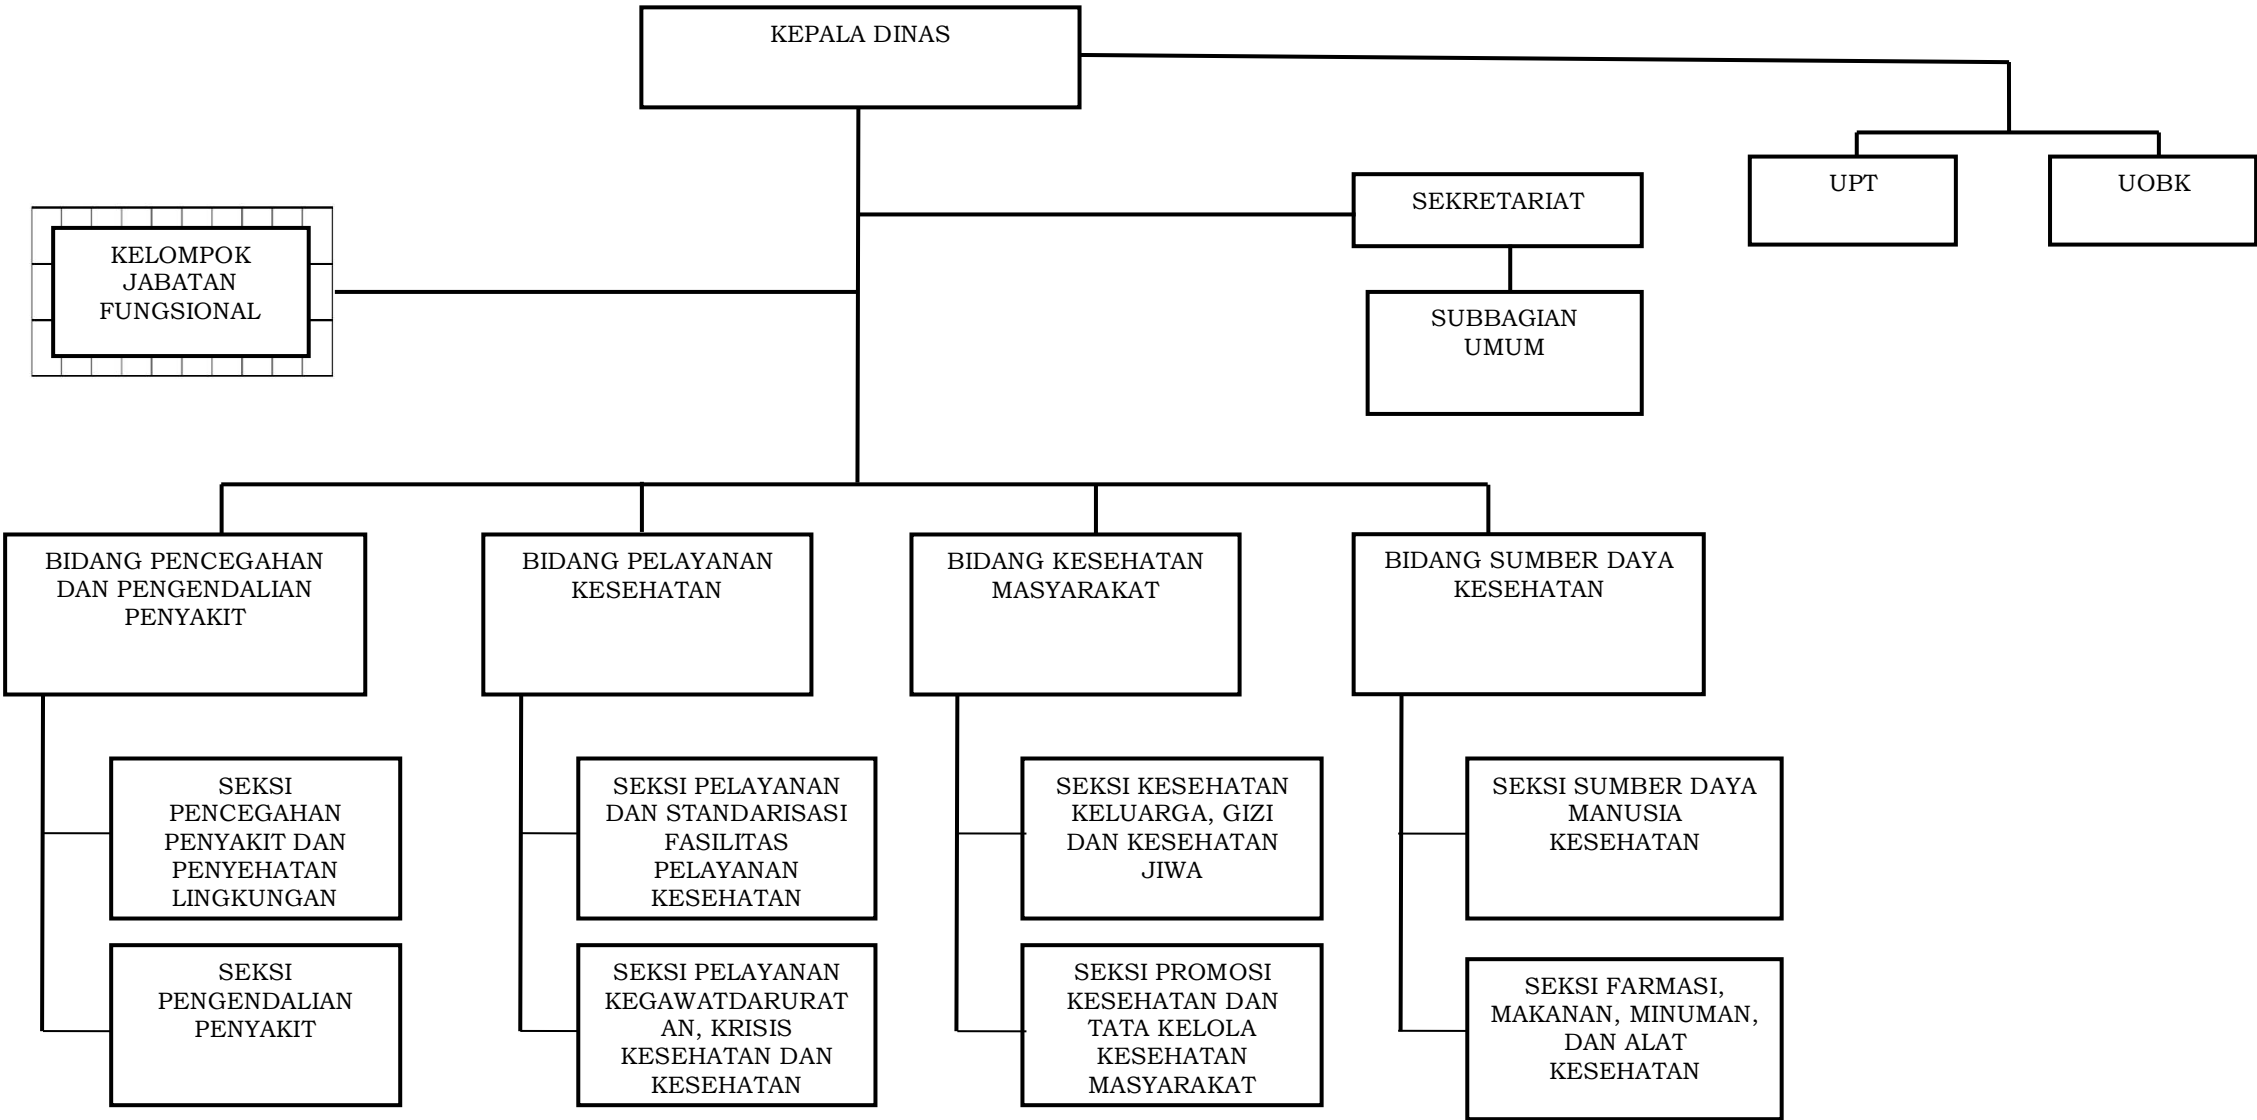 KEPALA DINAS
UPT
UOBK
SEKRETARIAT
KELOMPOK
JABATAN
FUNGSIONAL
SUBBAGIAN
UMUM
BIDANG PENCEGAHAN
DAN PENGENDALIAN
PENYAKIT
BIDANG PELAYANAN
KESEHATAN
BIDANG KESEHATAN
MASYARAKAT
BIDANG SUMBER DAYA
KESEHATAN
SEKSI
PENCEGAHAN
PENYAKIT DAN
PENYEHATAN
LINGKUNGAN
SEKSI PELAYANAN
DAN STANDARISASI
FASILITAS
PELAYANAN
KESEHATAN
SEKSI KESEHATAN
KELUARGA, GIZI
DAN KESEHATAN
JIWA
SEKSI SUMBER DAYA
MANUSIA
KESEHATAN
SEKSI
PENGENDALIAN
PENYAKIT
SEKSI PELAYANAN
KEGAWATDARURAT
AN, KRISIS
KESEHATAN DAN
KESEHATAN
SEKSI PROMOSI
KESEHATAN DAN
TATA KELOLA
KESEHATAN
MASYARAKAT
SEKSI FARMASI,
MAKANAN, MINUMAN,
DAN ALAT
KESEHATAN